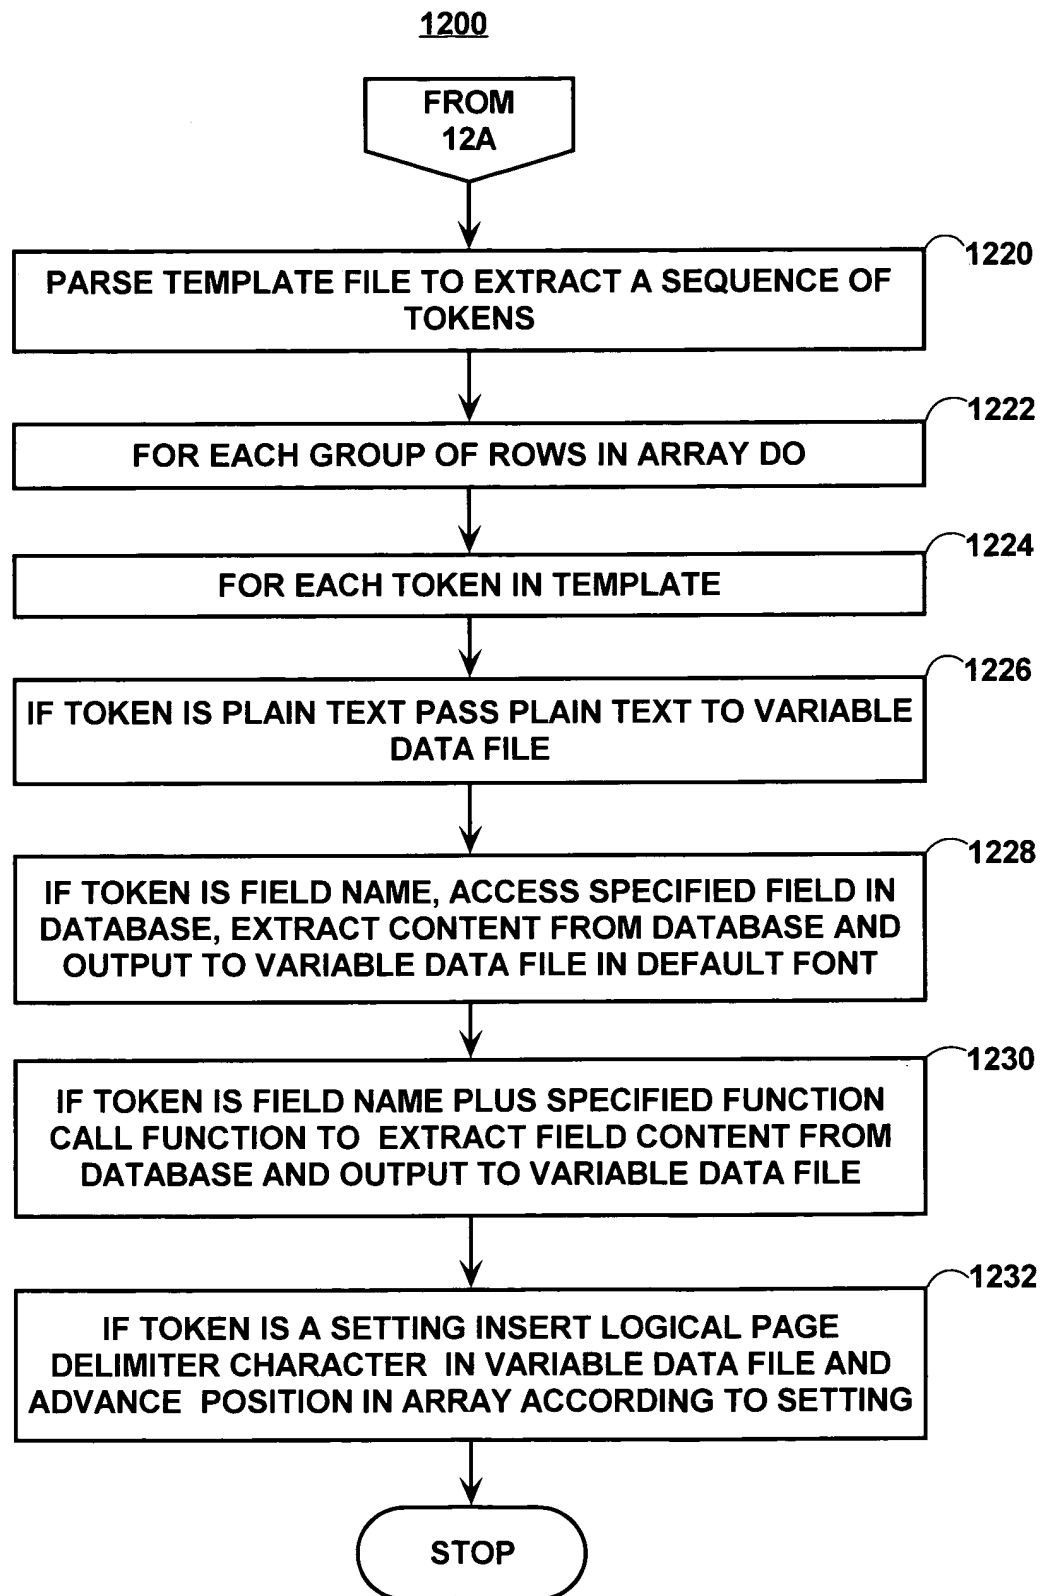 1200
FROM
12A
1220
PARSE TEMPLATE FILE TO EXTRACT A SEQUENCE OF
TOKENS
1222
FOR EACH GROUP OF ROWS IN ARRAY DO
1224
FOR EACH TOKEN IN TEMPLATE
1226
IF TOKEN IS PLAIN TEXT PASS PLAIN TEXT TO VARIABLE
DATA FILE
1228
IF TOKEN IS FIELD NAME, ACCESS SPECIFIED FIELD IN
DATABASE, EXTRACT CONTENT FROM DATABASE AND
OUTPUT TO VARIABLE DATA FILE IN DEFAULT FONT
1230
IF TOKEN IS FIELD NAME PLUS SPECIFIED FUNCTION
CALL FUNCTION TO EXTRACT FIELD CONTENT FROM
DATABASE AND OUTPUT TO VARIABLE DATA FILE
1232
IF TOKEN IS A SETTING INSERT LOGICAL PAGE
DELIMITER CHARACTER IN VARIABLE DATA FILE AND
ADVANCE POSITION IN ARRAY ACCORDING TO SETTING
STOP